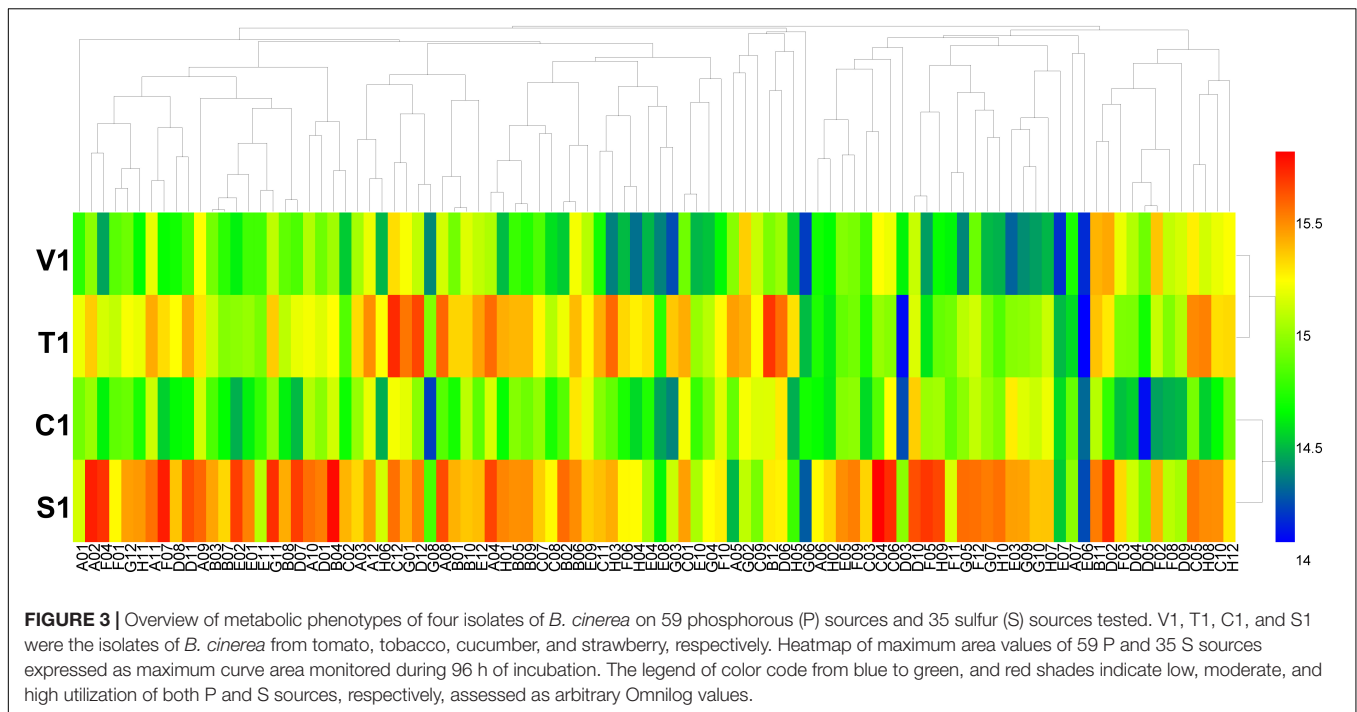 V1
T1
C1
S1
15.5
15
14.5
14
A01 A02 F04 F01 G12 H11 F07 D08 D11 A09 B03 B07 E02 E01 E11 G11 B08 D07 A10 D01 B04 C02 A03 A12 H06 C12 G01 D12 G08 A08 B01 B10 E12 A04 H01 B05 B09 C07 C08 B02 B06 H03 F06 H04 E04 E08 G03 C01 E10 G04 F10 A05 G02 C09 B12 D06 H05 G06 A06 H02 E05 F09 C03 C04 C06 D03 D10 F05 H09 F11 G05 F12 G07 H10 E03 G09 G10 H07 E07 A07 E06 B11 D02 F03 D04 D05 F02 F08 D09 C05 H08 C10 H12
FIGURE 3 | Overview of metabolic phenotypes of four isolates of B. cinerea on 59 phosphorous (P) sources and 35 sulfur (S) sources tested. V1, T1, C1, and S1
were the isolates of B. cinerea from tomato, tobacco, cucumber, and strawberry, respectively. Heatmap of maximum area values of 59 P and 35 S sources
expressed as maximum curve area monitored during 96 h of incubation. The legend of color code from blue to green, and red shades indicate low, moderate, and
high utilization of both P and S sources, respectively, assessed as arbitrary Omnilog values.